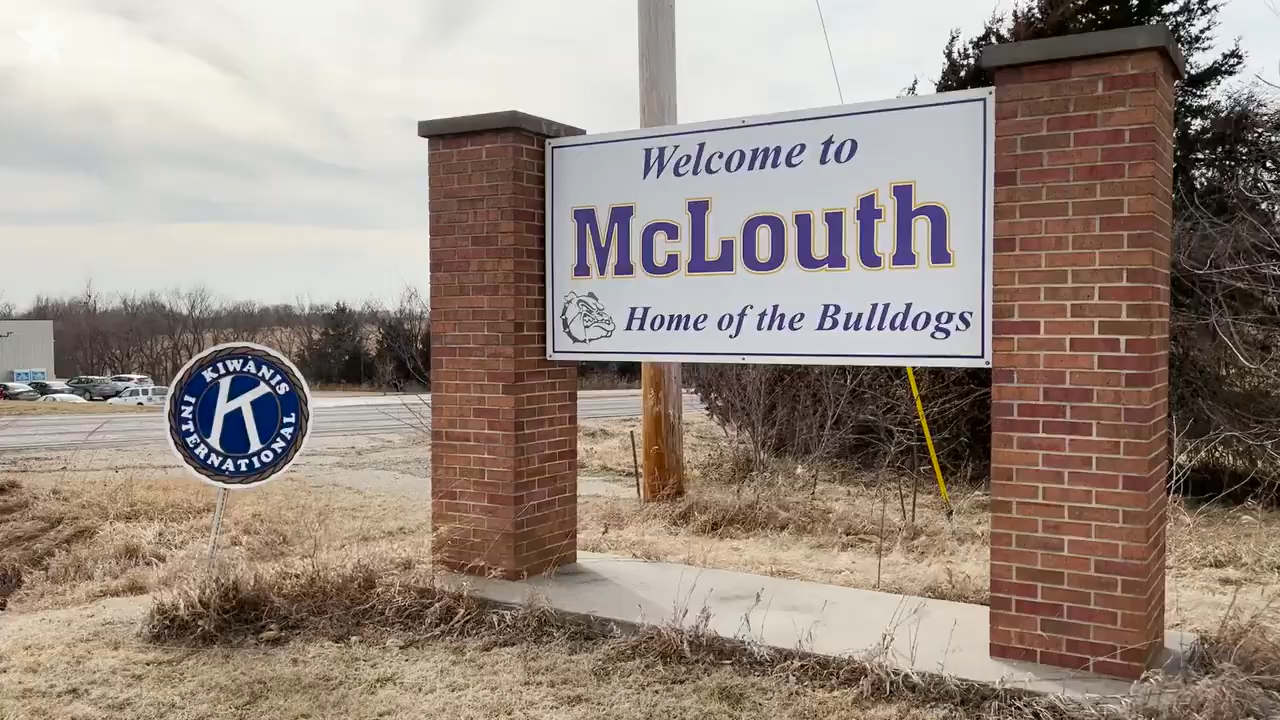 Welcome to
McLouth
Home of the Bulldogs
KIWANIS
K
INTERNATIONAL